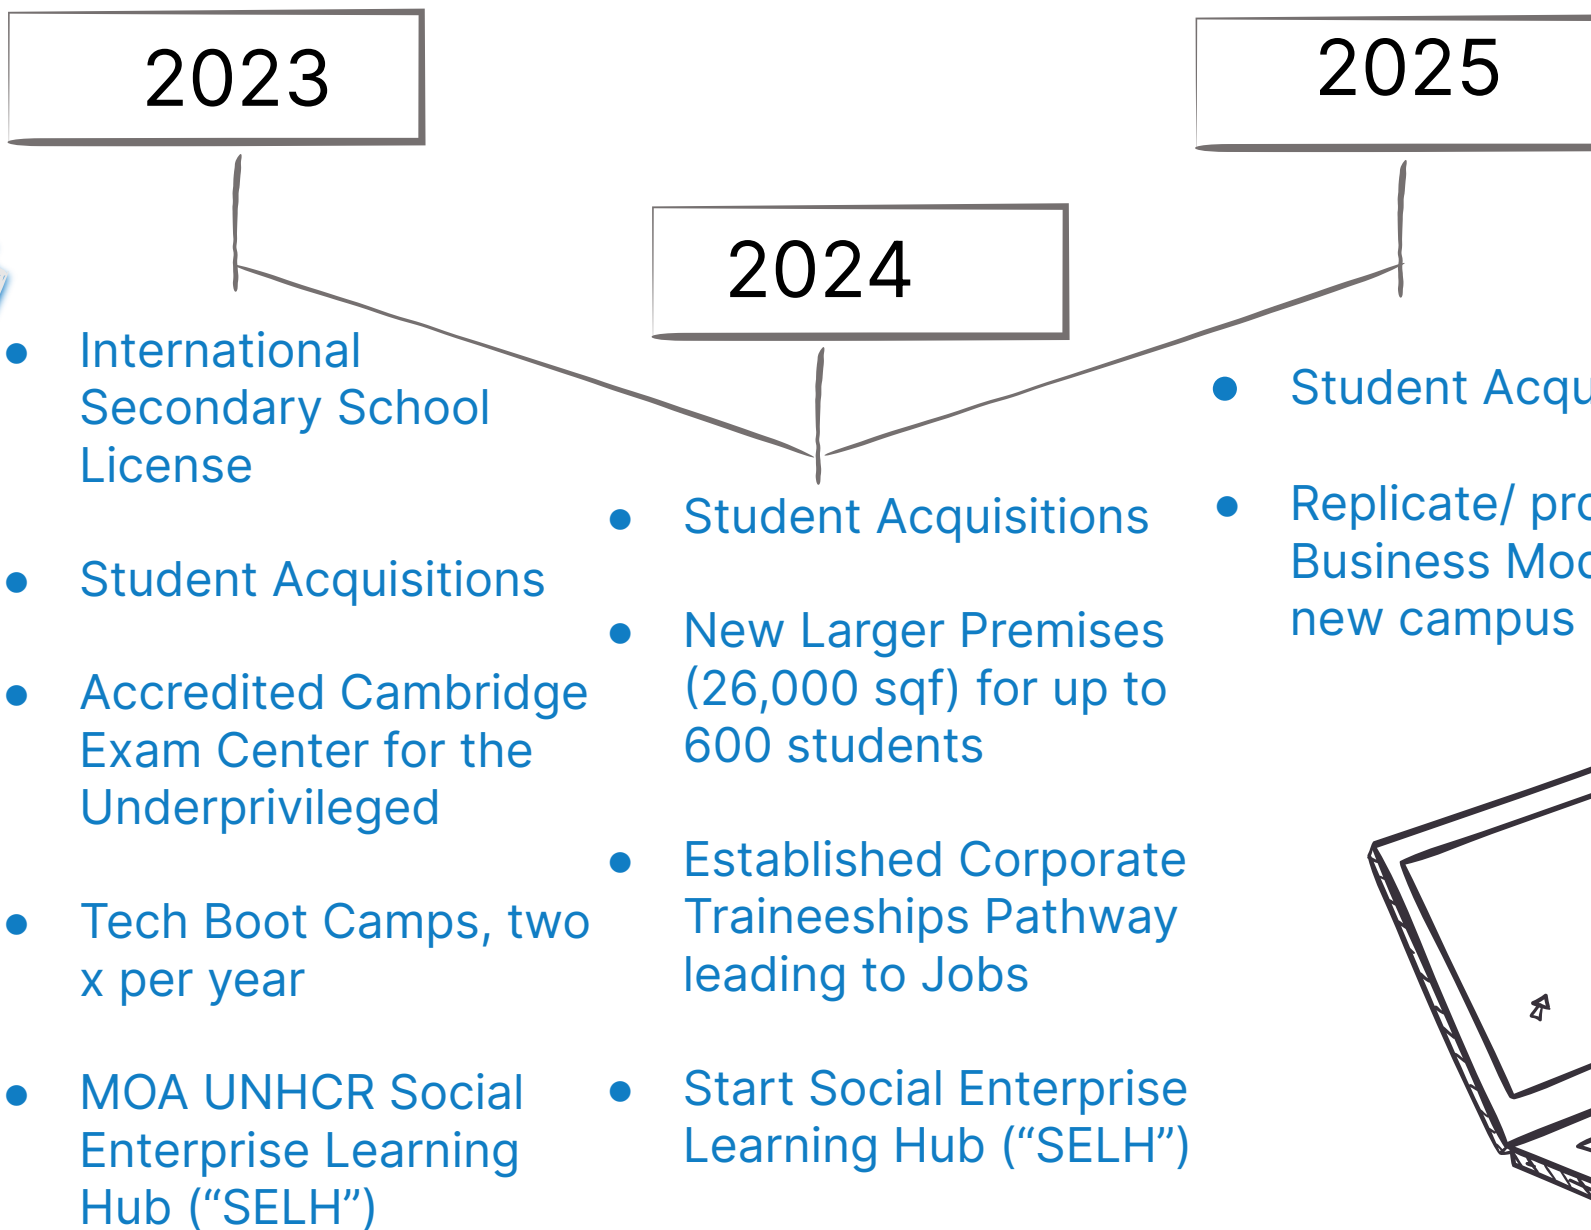 2023
International
Secondary School
License
Student Acquisitions
Accredited Cambridge
Exam Center for the
Underprivileged
Tech Boot Camps, two
x per year
MOA UNHCR Social
Enterprise Learning
Hub (“SELH”)
2024
Student Acquisitions
New Larger Premises
(26,000 sqf) for up to
600 students
Established Corporate
Traineeships Pathway
leading to Jobs
Start Social Enterprise
Learning Hub (“SELH”)
2025
Student
Replicate/
Business
new campus